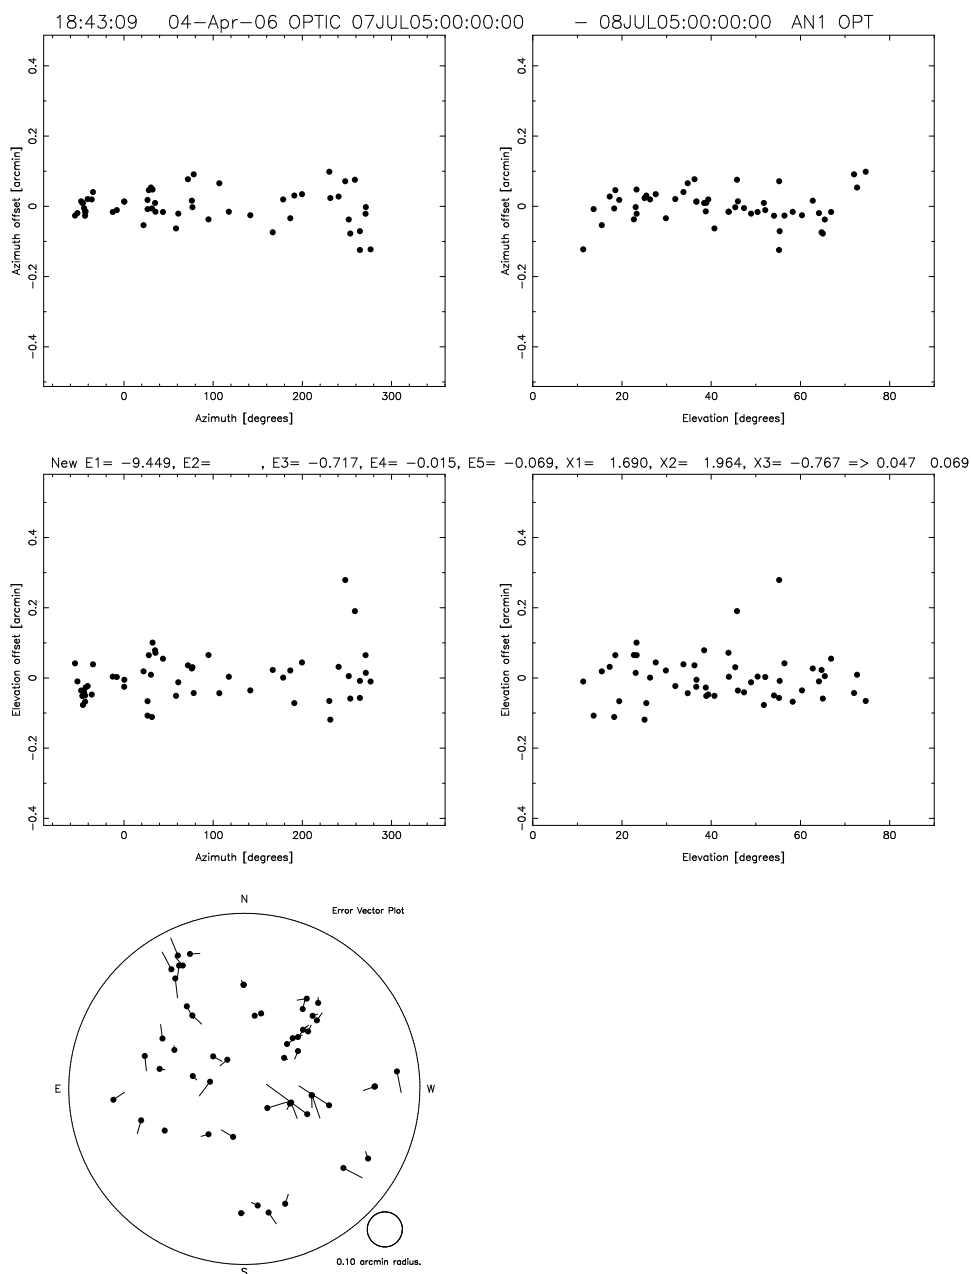 18:43:09 04-Apr-06 OPTIC 07JUL05:00:00:00 - 08JUL05:00:00:00 AN1 OPT
Azimuth offset [arcmin]
0.4
0.2
0
-0.2
-0.4
0 100 200 300
Azimuth [degrees]
Azimuth offset [arcmin]
0.4
0.2
0
-0.2
-0.4
0 20 40 60 80
Elevation [degrees]
New E1= -9.449, E2= , E3= -0.717, E4= -0.015, E5= -0.069, X1= 1.690, X2= 1.964, X3= -0.767 => 0.047 0.069
Elevation offset [arcmin]
0.4
0.2
0
-0.2
-0.4
0 100 200 300
Azimuth [degrees]
Elevation offset [arcmin]
0.4
0.2
0
-0.2
-0.4
0 20 40 60 80
Elevation [degrees]
N
Error Vector Plot
E
W
S
0.10 arcmin radius.